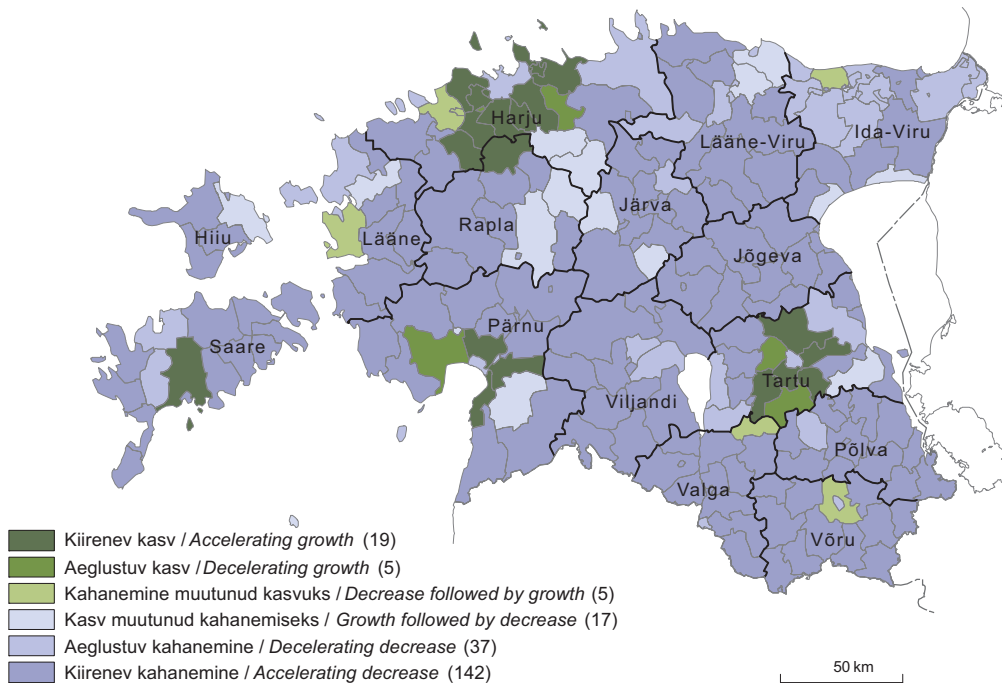 Harju
Lääne-Viru
Ida-Viru
Hiiu
Lääne
Rapla
Järva
Jõgeva
Saare
Pärnu
Viljandi
Tartu
Põlva
Valga
Võru
Kiirenev kasv / Accelerating growth (19)
Aeglustuv kasv / Decelerating growth (5)
Kahanemine muutunud kasvuks / Decrease followed by growth (5)
Kasv muutunud kahanemiseks / Growth followed by decrease (17)
Aeglustuv kahanemine / Decelerating decrease (37)
Kiirenev kahanemine / Accelerating decrease (142)
50 km